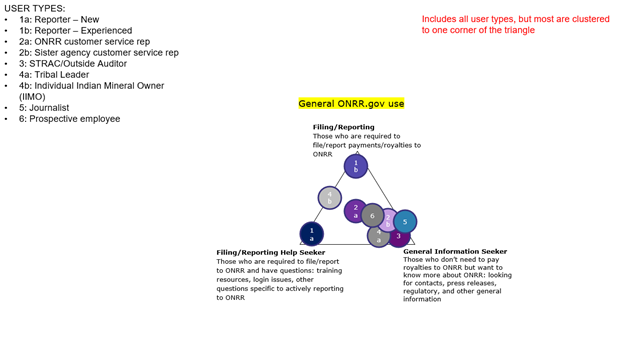 USER TYPES:
• 1a: Reporter – New
• 1b: Reporter – Experienced
• 2a: ONRR customer service rep
• 2b: Sister agency customer service rep
• 3: STRAC/Outside Auditor
• 4a: Tribal Leader
• 4b: Individual Indian Mineral Owner
(IIMO)
• 5: Journalist
• 6: Prospective employee
Includes all user types, but most are clustered
to one corner of the triangle
General ONRR.gov use
Filing/Reporting
Those who are required to
file/report payments/royalties to
ONRR
1
b
4
b
2
a
6
2
b
5
1
a
4
a
3
Filing/Reporting Help Seeker
Those who are required to file/report
to ONRR and have questions: training
resources, login issues, other
questions specific to actively reporting
to ONRR
General Information Seeker
Those who don't need to pay
royalties to ONRR but want to
know more about ONRR: looking
for contacts, press releases,
regulatory, and other general
information